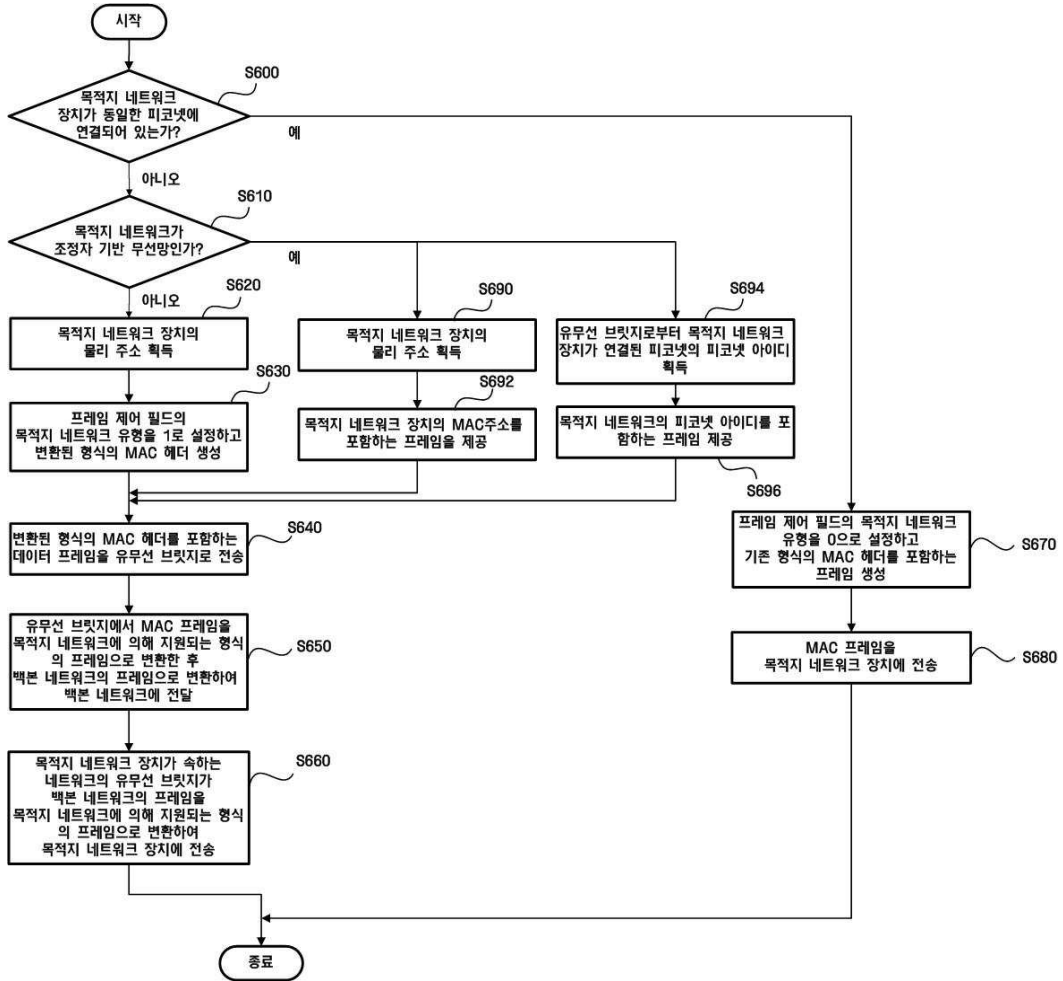 시작
S600
목적지 네트워크
장치가 동일한 피코넷에
연결되어 있는가?
예
아니오
S610
목적지 네트워크가
조정자 기반 무선망인가?
예
아니오
S620
목적지 네트워크 장치의
물리 주소 획득
S690
목적지 네트워크 장치의
물리 주소 획득
S694
유무선 브릿지로부터 목적지 네트워크
장치가 연결된 피코넷의 피코넷 아이디
획득
S630
프레임 제어 필드의
목적지 네트워크 유형을 1로 설정하고
변환된 형식의 MAC 헤더 생성
S692
목적지 네트워크 장치의 MAC주소를
포함하는 프레임을 제공
목적지 네트워크의 피코넷 아이디를 포
함하는 프레임 제공
S696
S640
변환된 형식의 MAC 헤더를 포함하는
데이터 프레임을 유무선 브릿지로 전송
프레임 제어 필드의 목적지 네트워크
유형을 0으로 설정하고
기존 형식의 MAC 헤더를 포함하는
프레임 생성
S670
유무선 브릿지에서 MAC 프레임을
목적지 네트워크에 의해 지원되는 형식
의 프레임으로 변환한 후
백본 네트워크의 프레임으로 변환하여
백본 네트워크에 전달
S650
MAC 프레임을
목적지 네트워크 장치에 전송
S680
목적지 네트워크 장치가 속하는
네트워크의 유무선 브릿지가
백본 네트워크의 프레임을
목적지 네트워크에 의해 지원되는 형식
의 프레임으로 변환하여
목적지 네트워크 장치에 전송
S660
종료